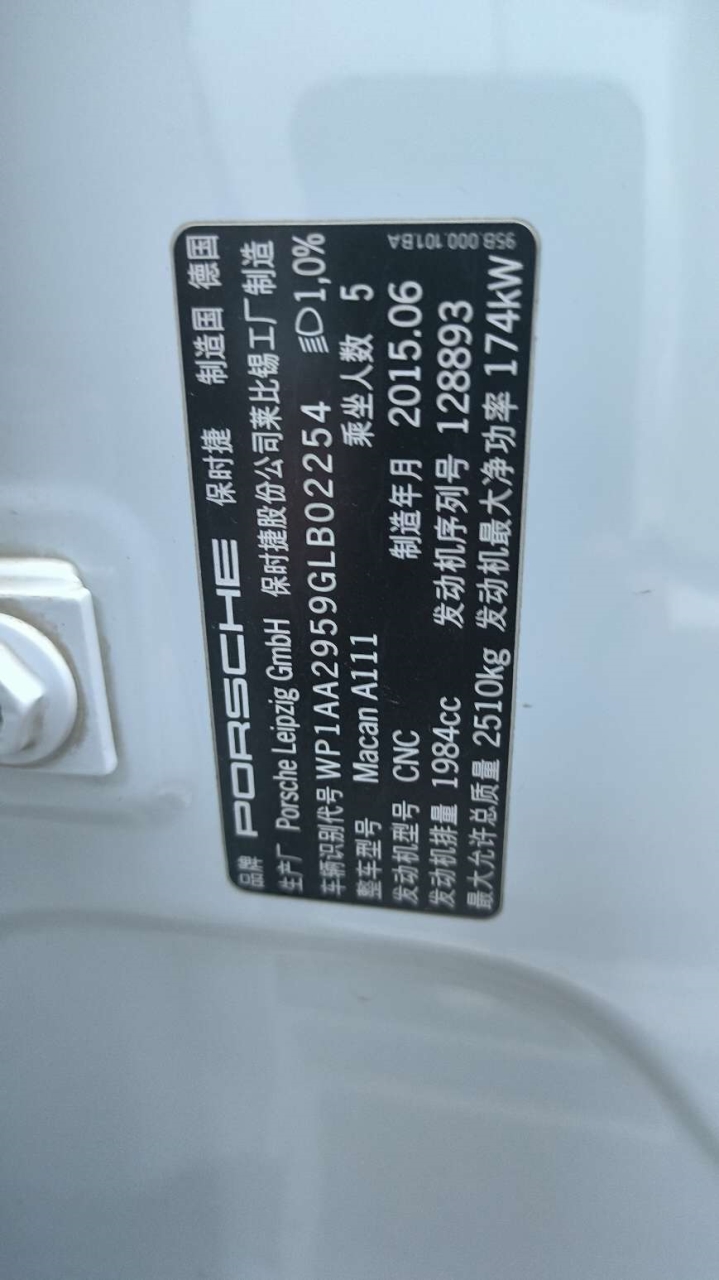 品牌 PORSCHE 保时捷 制造国 德国
生产厂 Porsche Leipzig GmbH 保时捷股份公司莱比锡工厂制造
车辆识别代号 WP1AA2959GLB02254 1,0%
整车型号 Macan A111 乘坐人数 5
发动机型号 CNC 制造年月 2015.06
发动机排量 1984cc 发动机序列号 128893
最大允许总质量 2510kg 发动机最大净功率 174kW
95B.000.101BA